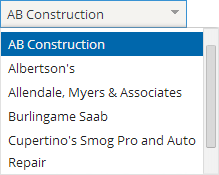 AB Construction
AB Construction
Albertson's
Allendale, Myers & Associates
Burlingame Saab
Cupertino's Smog Pro and Auto
Repair